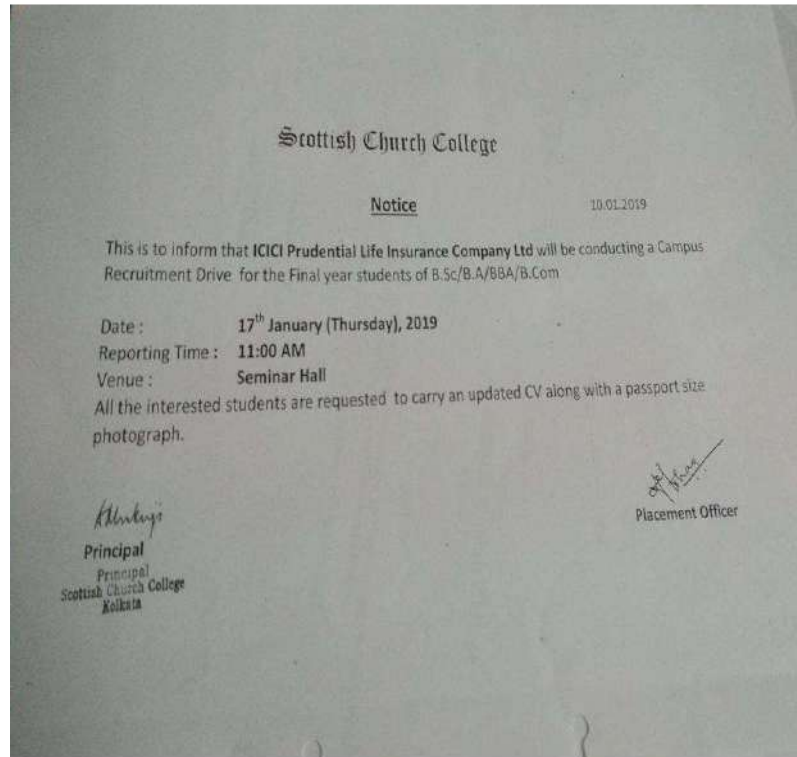 Scottish Church College
Notice
10.01.2019
This is to inform that ICICI Prudential Life Insurance Company Ltd will be conducting a Campus
Recruitment Drive for the Final year students of B.Sc/B.A/BBA/B.Com
Date : 17th January (Thursday), 2019
Reporting Time : 11:00 AM
Venue : Seminar Hall
All the interested students are requested to carry an updated CV along with a passport size
photograph.
Placement Officer
Principal
Principal
Scottish Church College
Kolkata